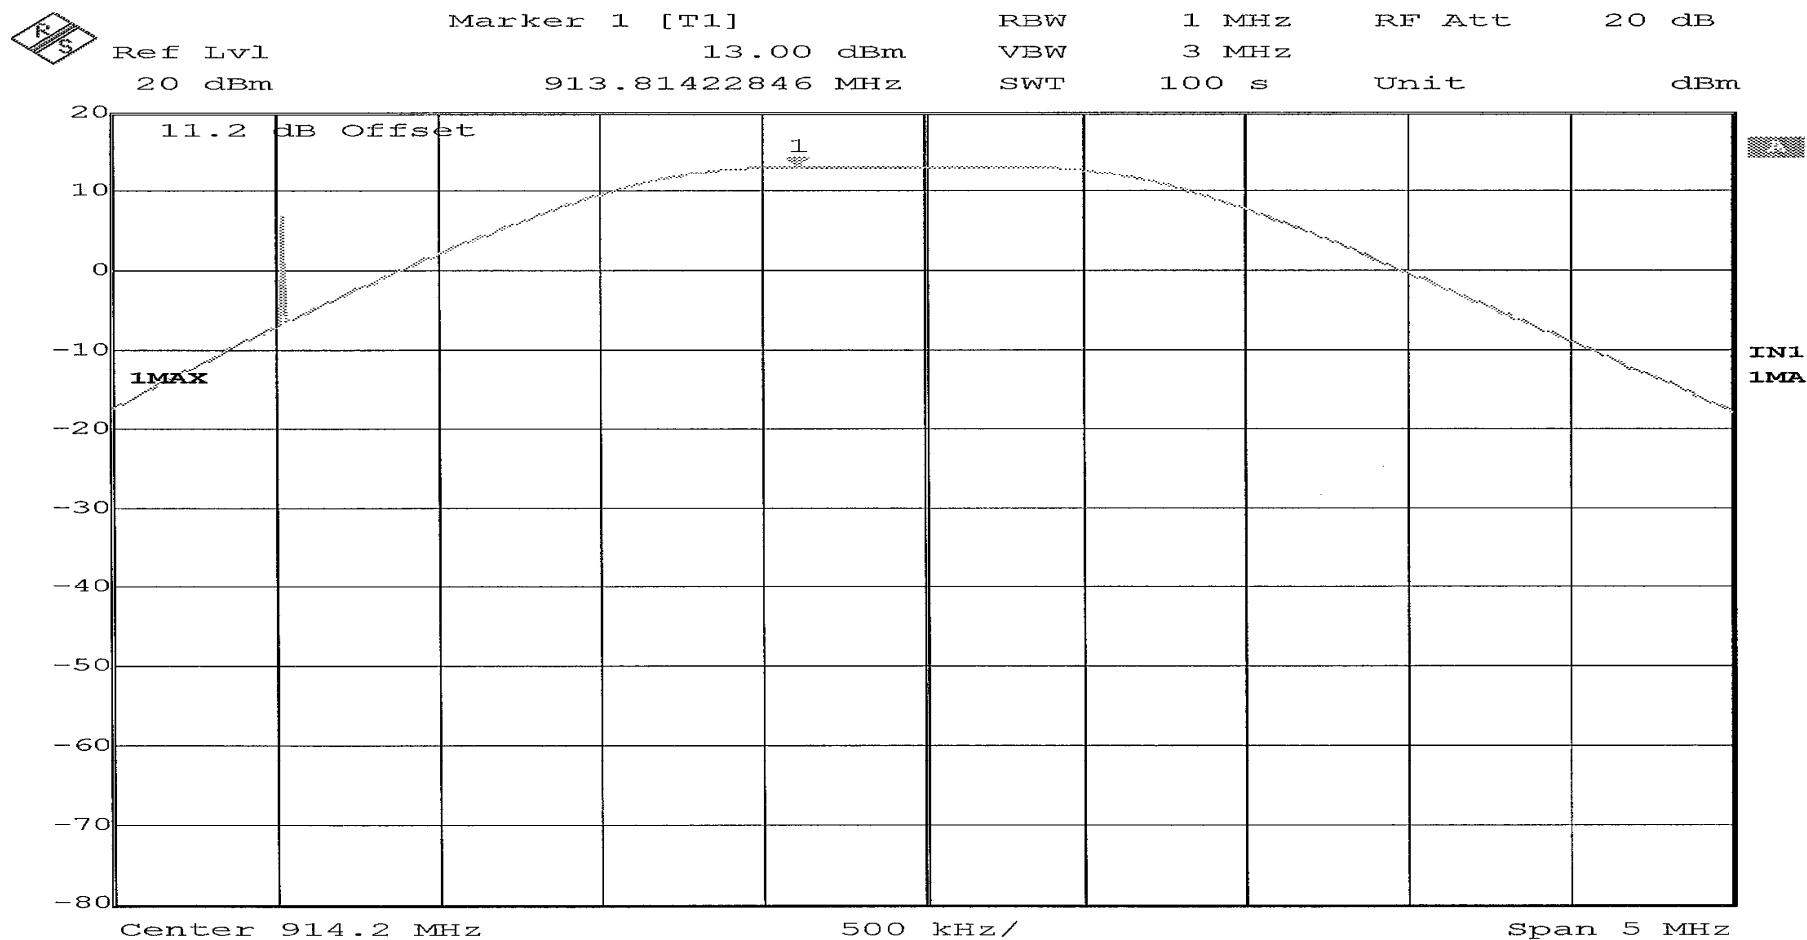 R S
Marker 1 [T1] RBW 1 MHz RF Att 20 dB
Ref Lvl 13.00 dBm VBW 3 MHz
20 dBm 913.81422846 MHz SWT 100 s Unit dBm
20
11.2 dB Offset
1
A
10
0
-10
IN1
1MAX 1MA
-20
-30
-40
-50
-60
-70
-80
Center 914.2 MHz 500 kHz/ Span 5 MHz